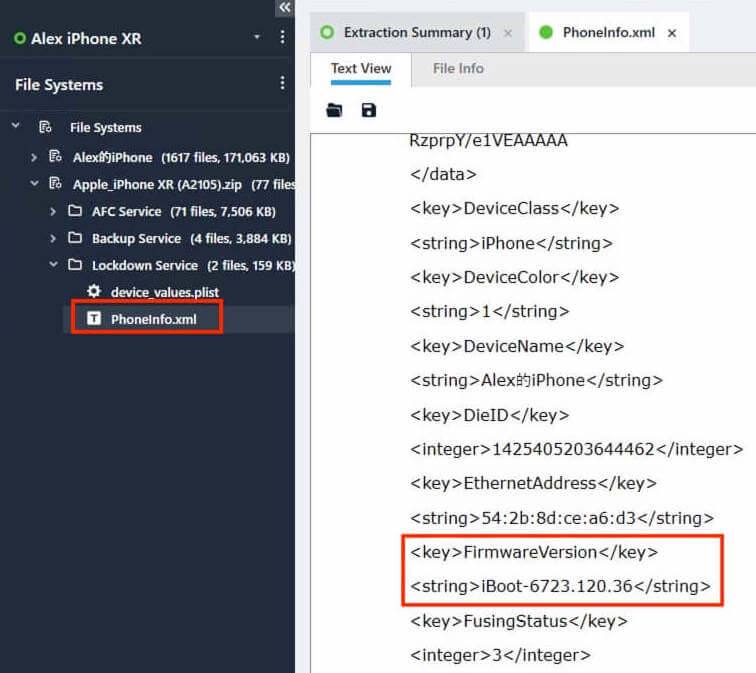 Alex iPhone XR
File Systems
File Systems
Alex的iPhone (1617 files, 171,063 KB)
Apple_iPhone XR (A2105).zip (77 files
AFC Service (71 files, 7,506 KB)
Backup Service (4 files, 3,884 KB)
Lockdown Service (2 files, 159 KB)
device_values.plist
T PhoneInfo.xml
Extraction Summary (1) ×
PhoneInfo.xml ×
Text View
File Info
RzprpY/e1VEAAAAA
</data>
<key>DeviceClass</key>
<string>iPhone</string>
<key>DeviceColor</key>
<string>1</string>
<key>DeviceName</key>
<string>Alex的iPhone</string>
<key>DieID</key>
<integer>1425405203644462</integer>
<key>EthernetAddress</key>
<string>54:2b:8d:ce:a6:d3</string>
<key>FirmwareVersion</key>
<string>iBoot-6723.120.36</string>
<key>FusingStatus</key>
<integer>3</integer>